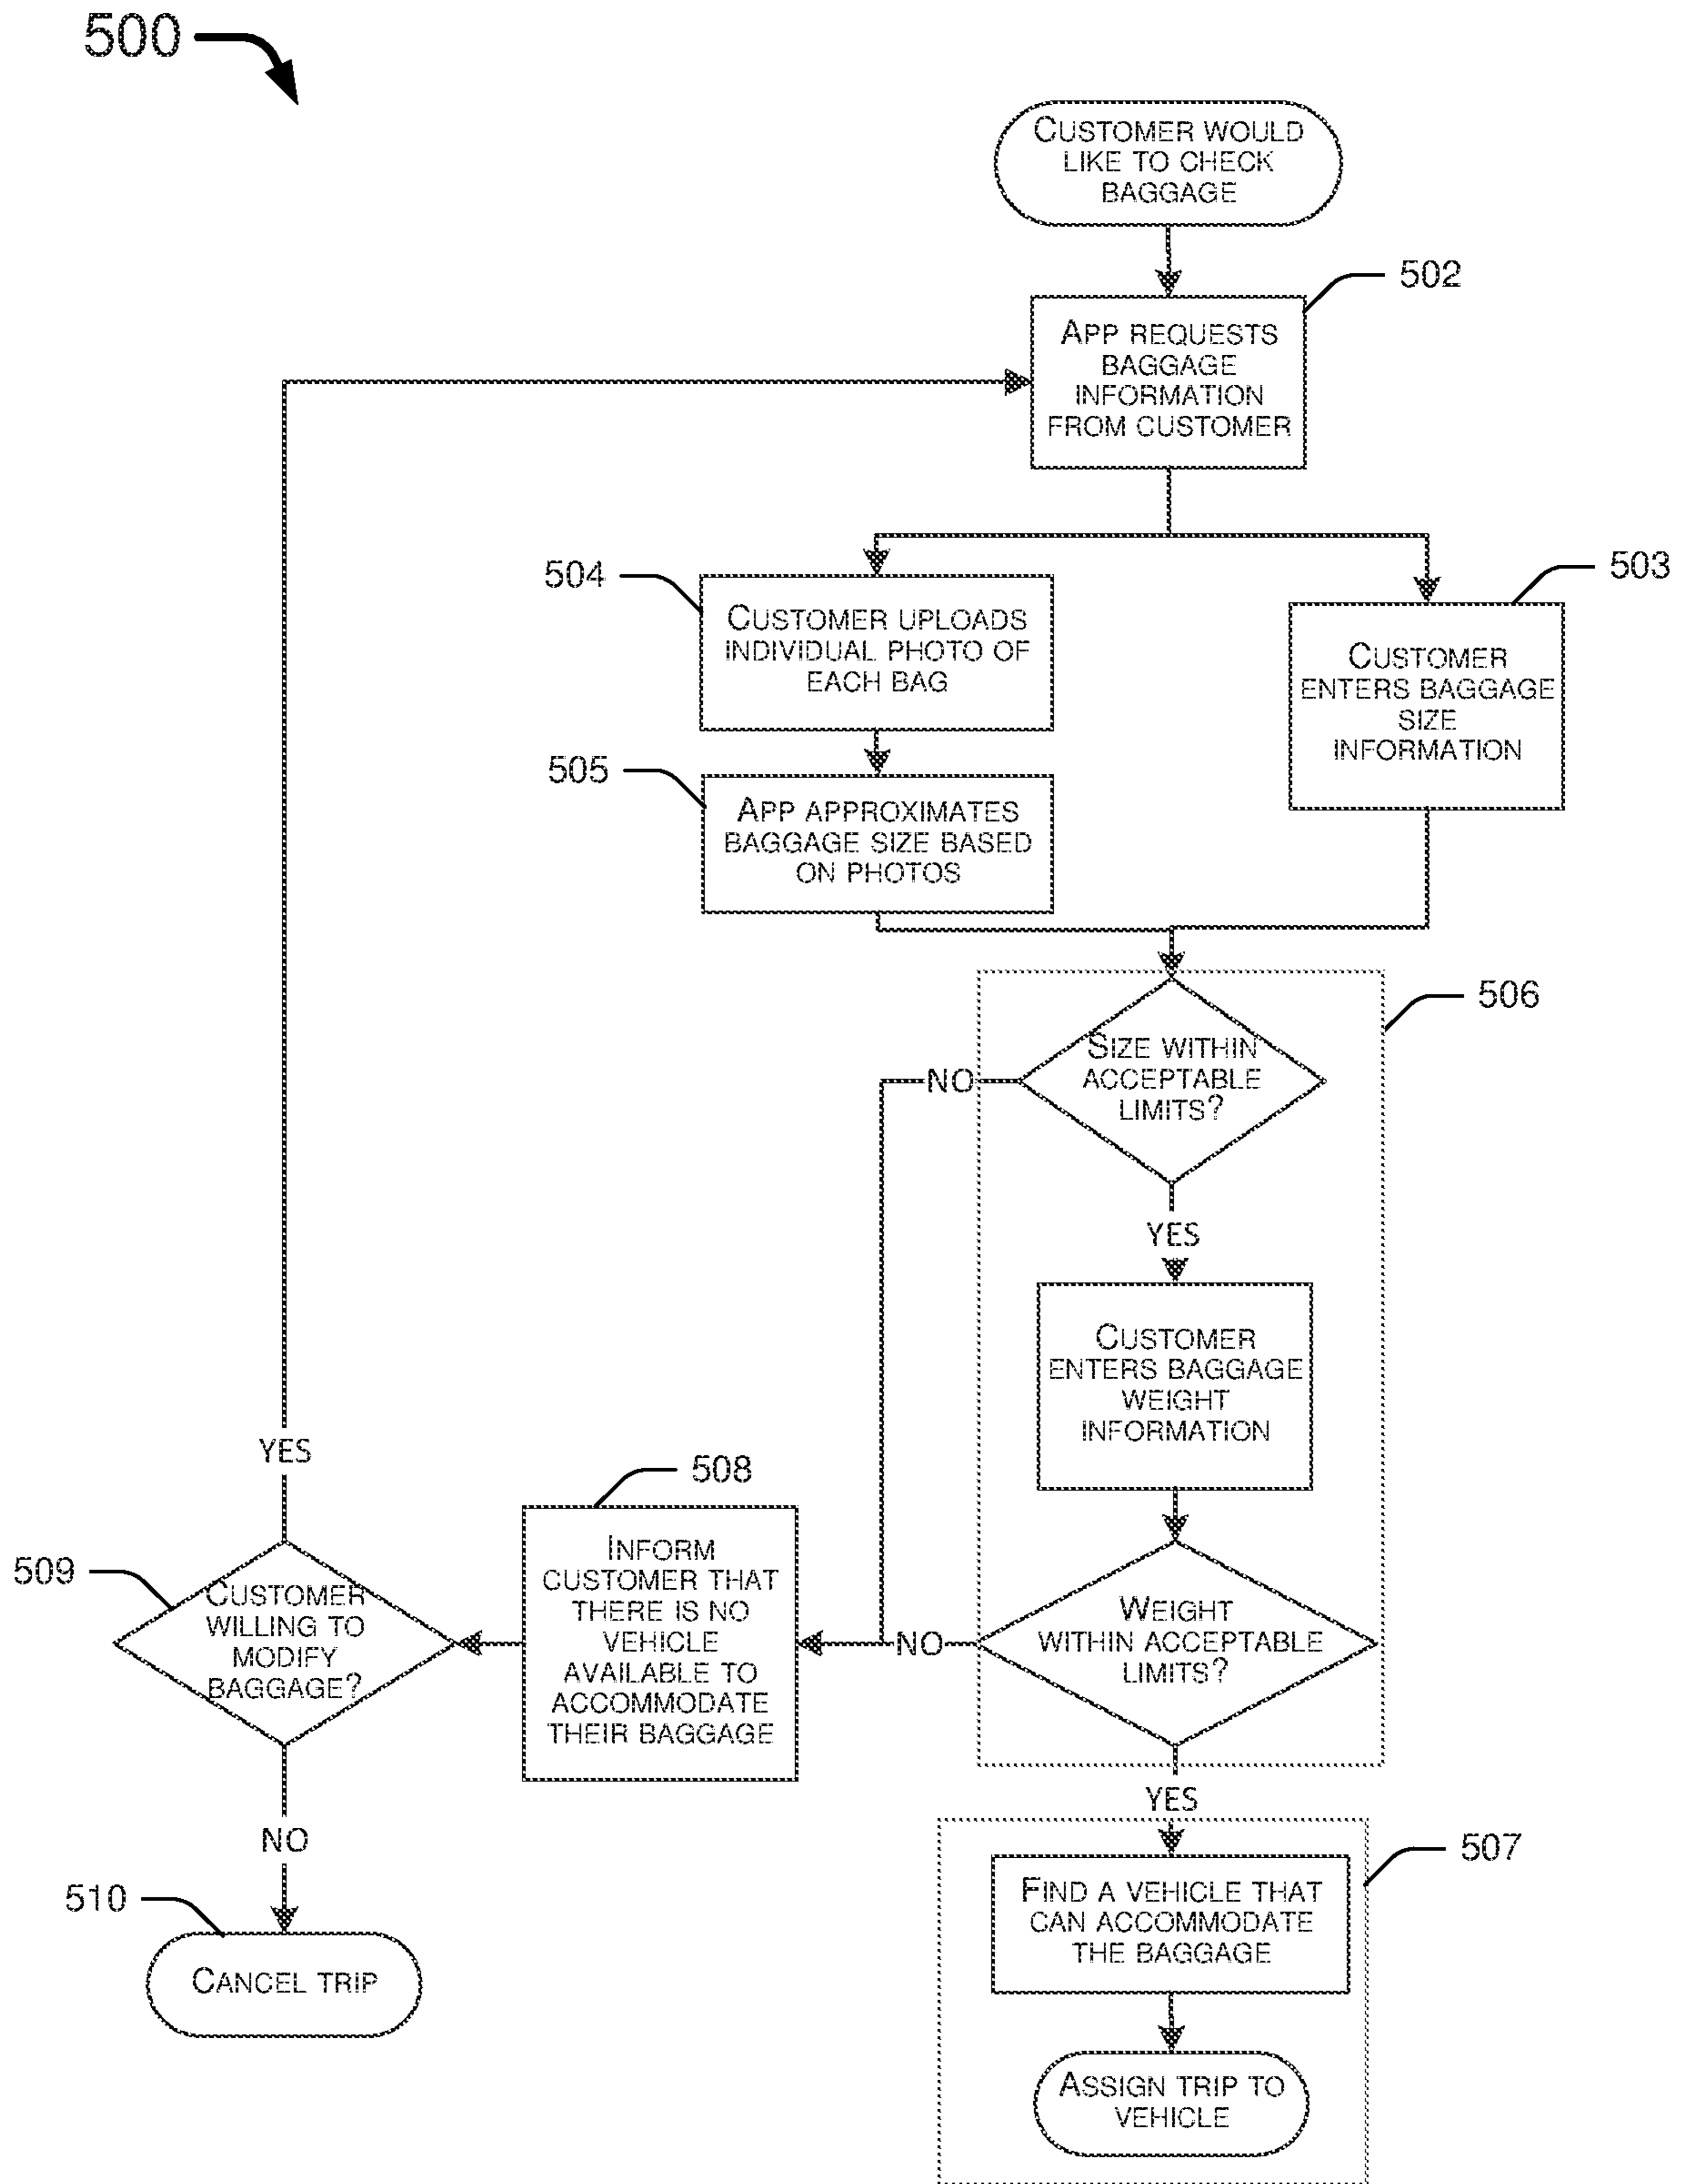 500
CUSTOMER WOULD
LIKE TO CHECK
BAGGAGE
502
APP REQUESTS
BAGGAGE
INFORMATION
FROM CUSTOMER
504
CUSTOMER UPLOADS
INDIVIDUAL PHOTO OF
EACH BAG
503
CUSTOMER
ENTERS BAGGAGE
SIZE
INFORMATION
505
APP APPROXIMATES
BAGGAGE SIZE BASED
ON PHOTOS
506
SIZE WITHIN
ACCEPTABLE
LIMITS?
NO
YES
CUSTOMER
ENTERS BAGGAGE
WEIGHT
INFORMATION
WEIGHT
WITHIN ACCEPTABLE
LIMITS?
NO
508
INFORM
CUSTOMER THAT
THERE IS NO
VEHICLE
AVAILABLE TO
ACCOMMODATE
THEIR BAGGAGE
YES
509
CUSTOMER
WILLING TO
MODIFY
BAGGAGE?
NO
510
CANCEL TRIP
YES
507
FIND A VEHICLE THAT
CAN ACCOMMODATE
THE BAGGAGE
ASSIGN TRIP TO
VEHICLE